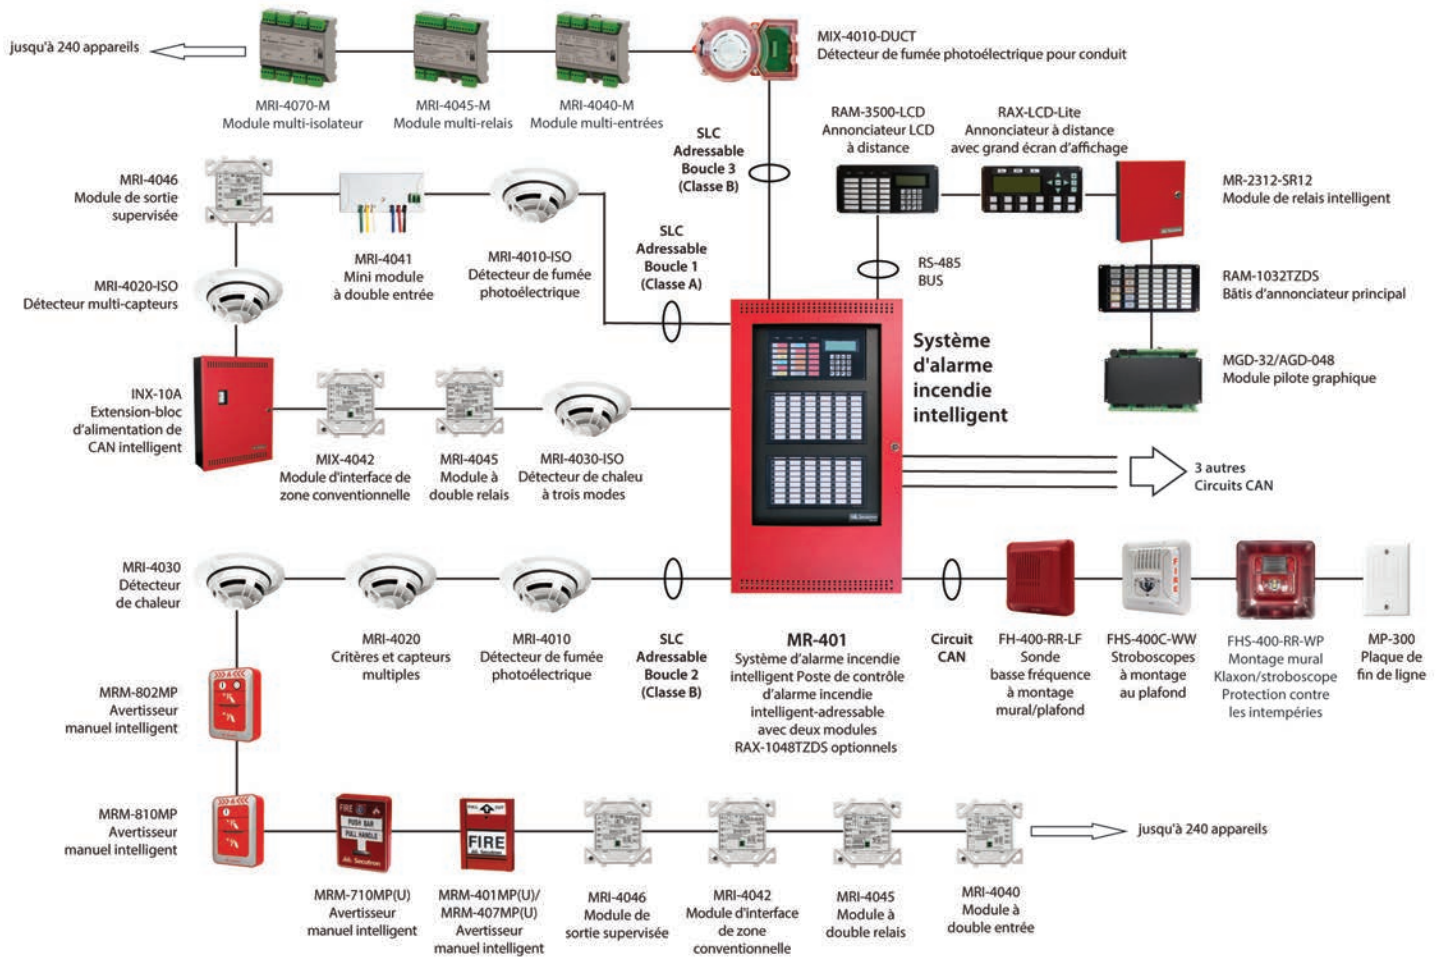 jusqu'à 240 appareils
MRI-4070-M
Module multi-isolateur
MRI-4045-M
Module multi-relais
MRI-4040-M
Module multi-entrées
MIX-4010-DUCT
Détecteur de fumée photoélectrique pour conduit
SLC
Adressable
Boucle 3
(Classe B)
RAM-3500-LCD
Annonciateur LCD
à distance
RAX-LCD-Lite
Annonciateur à distance
avec grand écran d'affichage
MR-2312-SR12
Module de relais intelligent
MRI-4046
Module de sortie
supervisée
MRI-4041
Mini module
à double entrée
MRI-4010-ISO
Détecteur de fumée
photoélectrique
SLC
Adressable
Boucle 1
(Classe A)
RS-485
BUS
RAM-1032TZDS
Bâtis d'annonciateur principal
MRI-4020-ISO
Détecteur multi-capteurs
MGD-32/AGD-048
Module pilote graphique
Système
d'alarme
incendie
intelligent
INX-10A
Extension-bloc
d'alimentation de
CAN intelligent
MIX-4042
Module d'interface de
zone conventionnelle
MRI-4045
Module à
double relais
MRI-4030-ISO
Détecteur de chaleu
à trois modes
3 autres
Circuits CAN
MRI-4030
Détecteur
de chaleur
MRI-4020
Critères et capteurs
multiples
MRI-4010
Détecteur de fumée
photoélectrique
SLC
Adressable
Boucle 2
(Classe B)
MR-401
Système d'alarme incendie
intelligent Poste de contrôle
d'alarme incendie
intelligent-adressable
avec deux modules
RAX-1048TZDS optionnels
Circuit
CAN
FH-400-RR-LF
Sonde
basse fréquence
à montage
mural/plafond
FIRE
FHS-400C-WW
Stroboscopes
à montage
au plafond
FHS-400-RR-WP
Montage mural
Klaxon/stroboscope
Protection contre
les intempéries
MP-300
Plaque de
fin de ligne
MRM-802MP
Avertisseur
manuel intelligent
MRM-810MP
Avertisseur
manuel intelligent
FIRE
PUSH BAR
PULL HANDLE
Mr. Secutron
MRM-710MP(U)
Avertisseur
manuel intelligent
FIRE
MRM-401MP(U)/
MRM-407MP(U)
Avertisseur
manuel intelligent
MRI-4046
Module de
sortie supervisée
MRI-4042
Module d'interface
de zone
conventionnelle
MRI-4045
Module à
double relais
MRI-4040
Module à
double entrée
jusqu'à 240 appareils